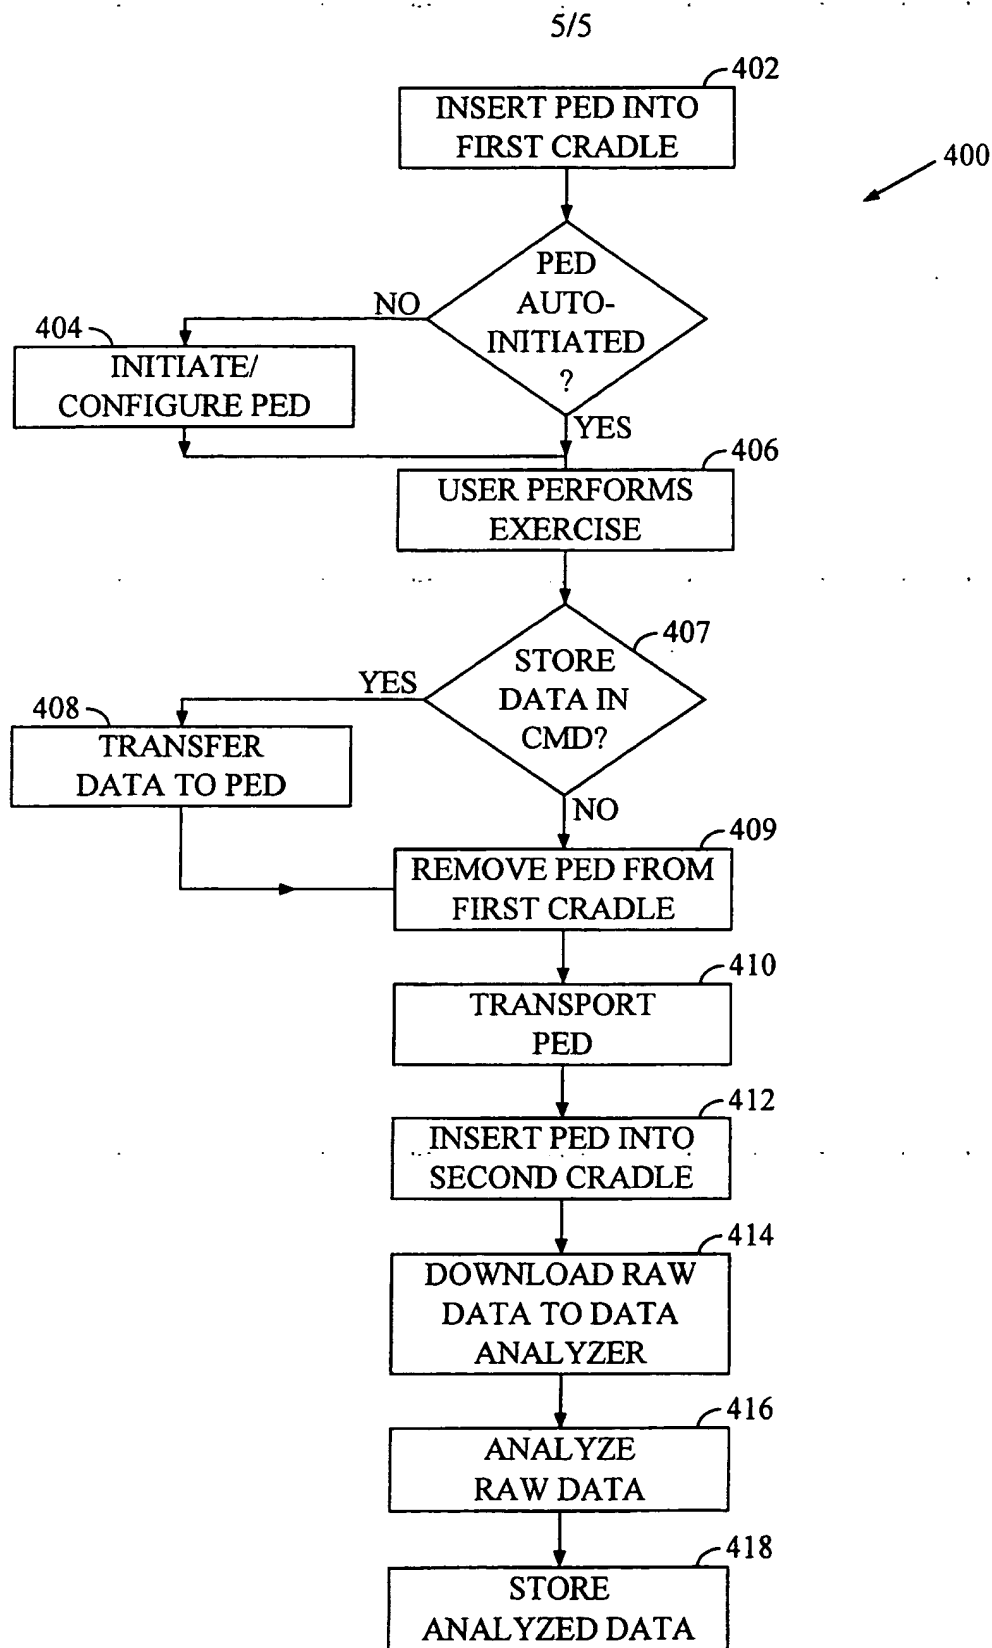 5/5
402
INSERT PED INTO
FIRST CRADLE
400
PED
AUTO-
INITIATED
?
NO
404
INITIATE/
CONFIGURE PED
YES
406
USER PERFORMS
EXERCISE
407
STORE
DATA IN
CMD?
YES
408
TRANSFER
DATA TO PED
NO
409
REMOVE PED FROM
FIRST CRADLE
410
TRANSPORT
PED
412
INSERT PED INTO
SECOND CRADLE
414
DOWNLOAD RAW
DATA TO DATA
ANALYZER
416
ANALYZE
RAW DATA
418
STORE
ANALYZED DATA